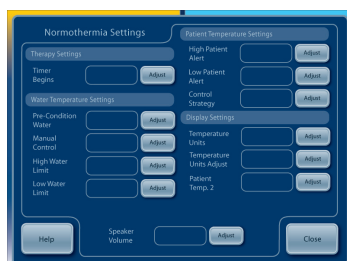 Normothermia Settings
Therapy Settings
Timer
Begins
Adjust
Water Temperature Settings
Pre-Condition
Water
Adjust
Manual
Control
Adjust
High Water
Limit
Adjust
Low Water
Limit
Adjust
Patient Temperature Settings
High Patient
Alert
Adjust
Low Patient
Alert
Adjust
Control
Strategy
Adjust
Display Settings
Temperature
Units
Adjust
Temperature
Units Adjust
Adjust
Patient
Temp. 2
Adjust
Help
Speaker
Volume
Adjust
Close